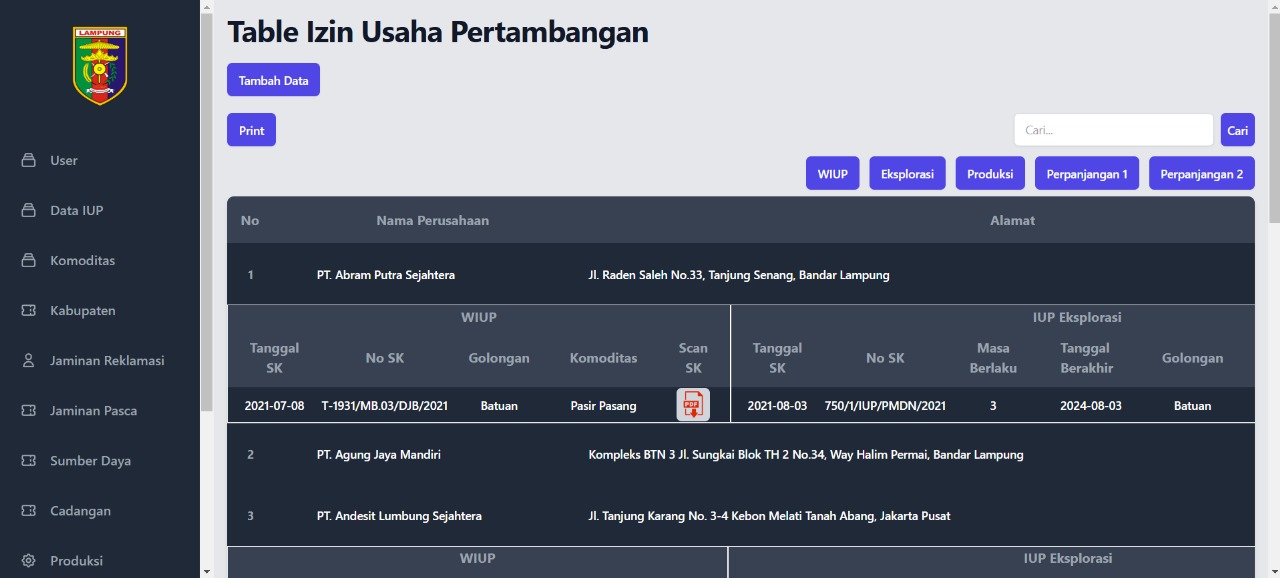 LAMPUNG
User
Data IUP
Komoditas
Kabupaten
Jaminan Reklamasi
Jaminan Pasca
Sumber Daya
Cadangan
Produksi
Table Izin Usaha Pertambangan
Tambah Data
Print
Cari... Cari
WIUP Eksplorasi Produksi Perpanjangan 1 Perpanjangan 2
No Nama Perusahaan Alamat
1 PT. Abram Putra Sejahtera Jl. Raden Saleh No.33, Tanjung Senang, Bandar Lampung
WIUP IUP Eksplorasi
Tanggal SK No SK Golongan Komoditas Scan SK Tanggal SK No SK Masa Berlaku Tanggal Berakhir Golongan
2021-07-08 T-1931/MB.03/DJB/2021 Batuan Pasir Pasang PDF 2021-08-03 750/1/IUP/PMDN/2021 3 2024-08-03 Batuan
2 PT. Agung Jaya Mandiri Kompleks BTN 3 Jl. Sungkai Blok TH 2 No.34, Way Halim Permai, Bandar Lampung
3 PT. Andesit Lumbung Sejahtera Jl. Tanjung Karang No. 3-4 Kebon Melati Tanah Abang, Jakarta Pusat
WIUP IUP Eksplorasi